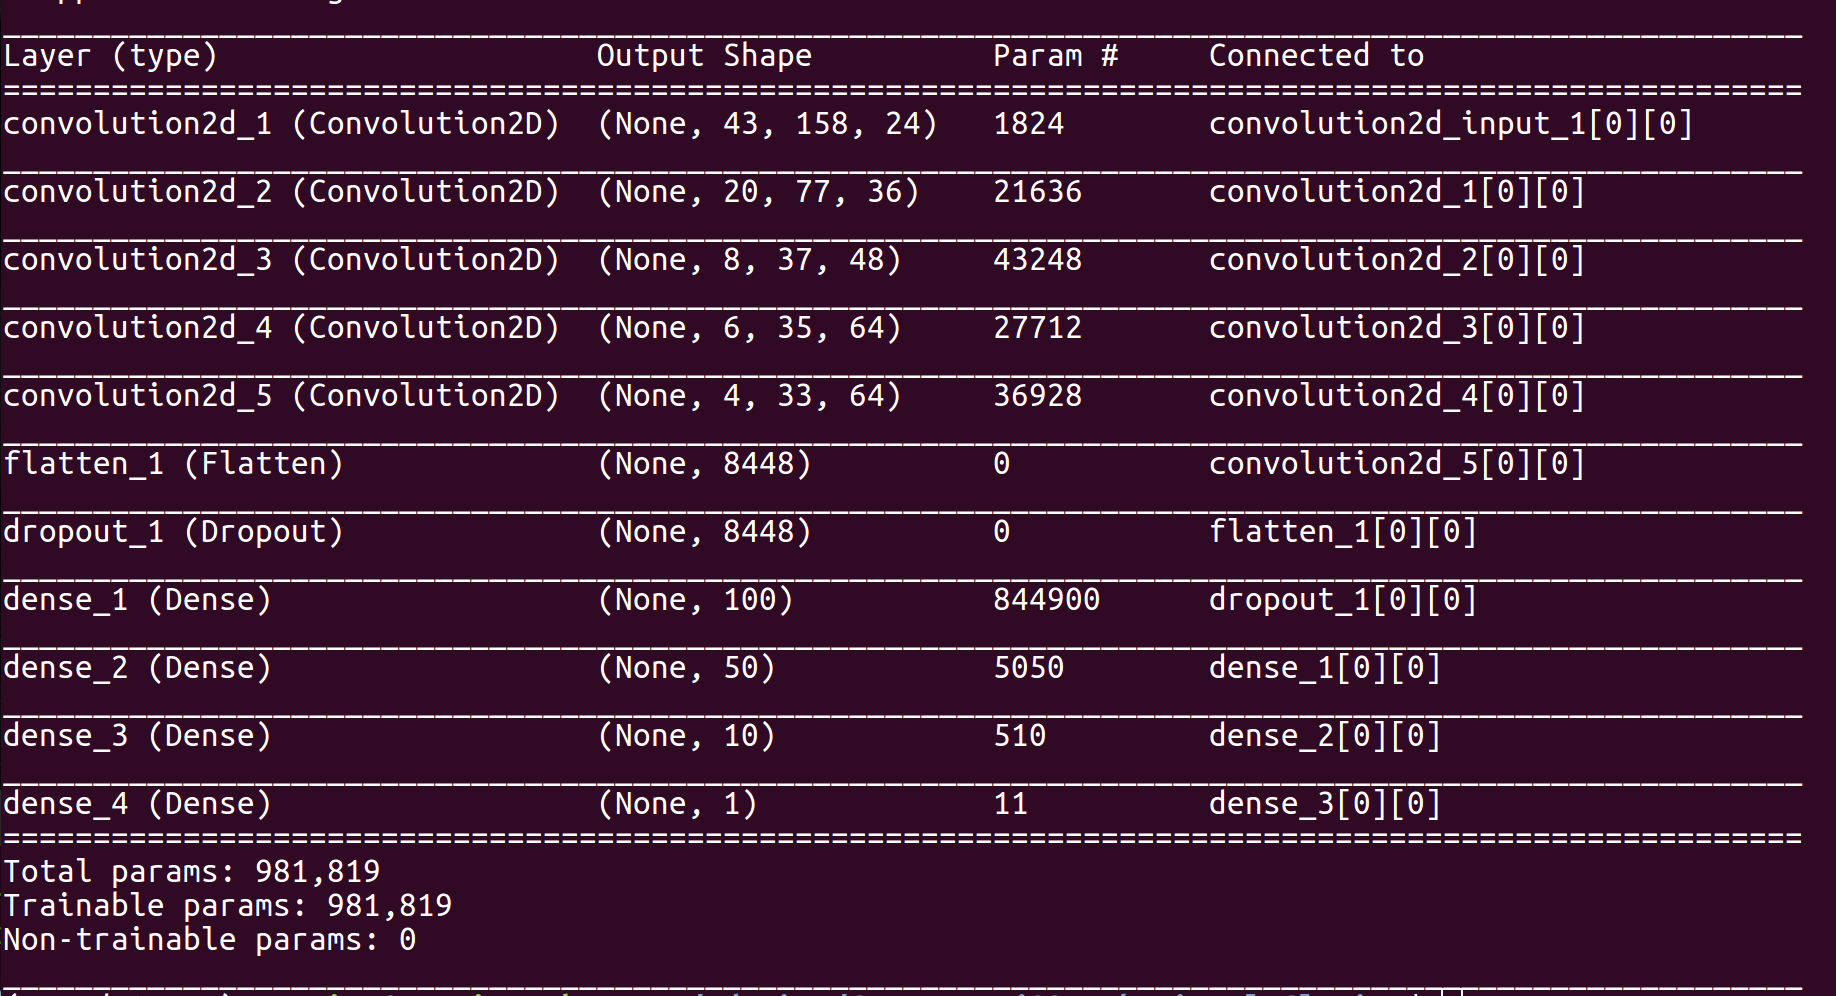 Layer (type) Output Shape Param # Connected to
convolution2d_1 (Convolution2D) (None, 43, 158, 24) 1824 convolution2d_input_1[0][0]
convolution2d_2 (Convolution2D) (None, 20, 77, 36) 21636 convolution2d_1[0][0]
convolution2d_3 (Convolution2D) (None, 8, 37, 48) 43248 convolution2d_2[0][0]
convolution2d_4 (Convolution2D) (None, 6, 35, 64) 27712 convolution2d_3[0][0]
convolution2d_5 (Convolution2D) (None, 4, 33, 64) 36928 convolution2d_4[0][0]
flatten_1 (Flatten) (None, 8448) 0 convolution2d_5[0][0]
dropout_1 (Dropout) (None, 8448) 0 flatten_1[0][0]
dense_1 (Dense) (None, 100) 844900 dropout_1[0][0]
dense_2 (Dense) (None, 50) 5050 dense_1[0][0]
dense_3 (Dense) (None, 10) 510 dense_2[0][0]
dense_4 (Dense) (None, 1) 11 dense_3[0][0]
Total params: 981,819
Trainable params: 981,819
Non-trainable params: 0